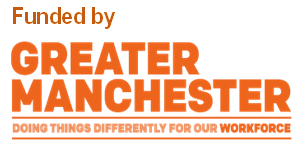 Funded by
GREATER
MANCHESTER
DOING THINGS DIFFERENTLY FOR OUR WORKFORCE